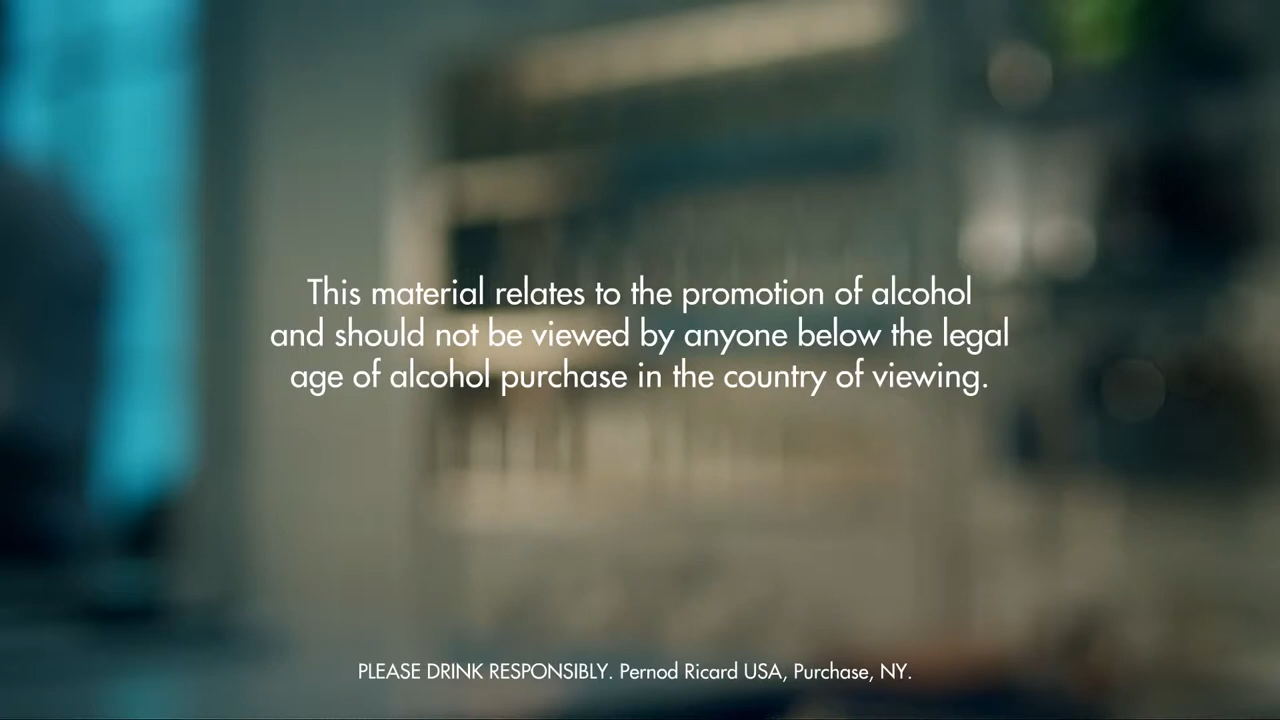 This material relates to the promotion of alcohol
and should not be viewed by anyone below the legal
age of alcohol purchase in the country of viewing.
PLEASE DRINK RESPONSIBLY. Pernod Ricard USA, Purchase, NY.